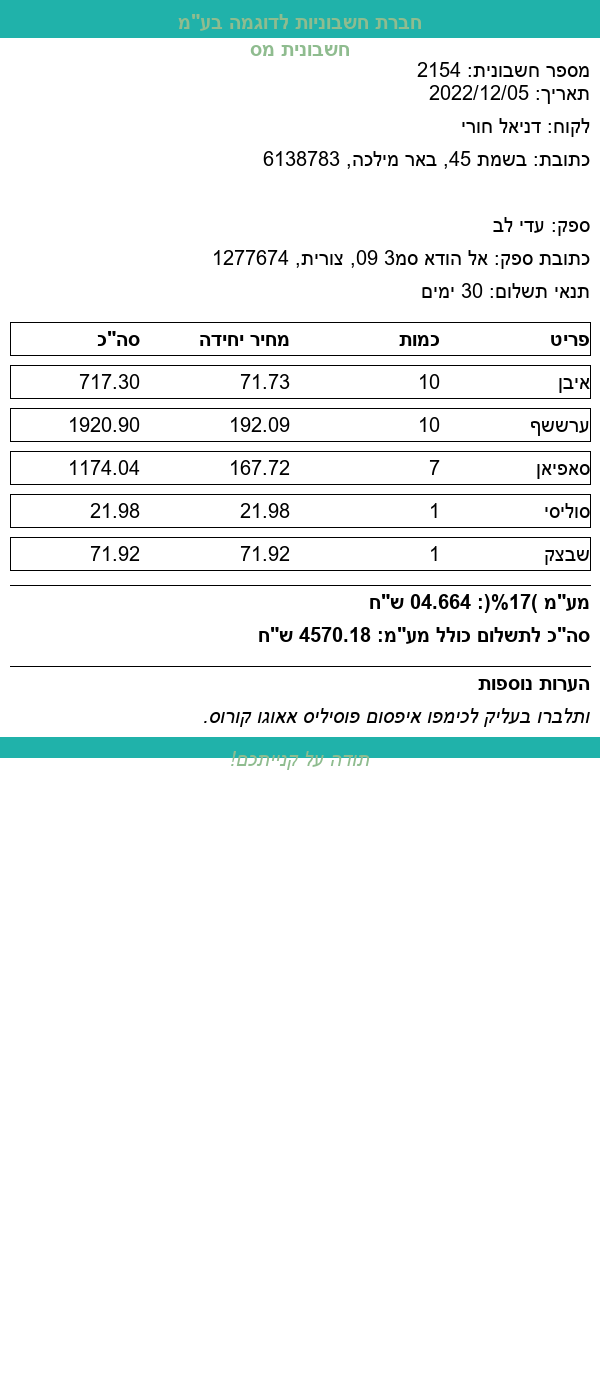 חברת חשבוניות לדוגמה בע"מ
חשבונית מס
מספר חשבונית: 2154
תאריך: 2022/12/05
לקוח: דניאל חורי
כתובת: בשמת 45, באר מילכה, 6138783
ספק: עדי לב
כתובת ספק: אל הודא סמ3 09, צורית, 1277674
תנאי תשלום: 30 ימים
פריט כמות מחיר יחידה סה"כ
איבן 10 71.73 717.30
ערששף 10 192.09 1920.90
סאפיאן 7 167.72 1174.04
סוליסי 1 21.98 21.98
שבצק 1 71.92 71.92
מע"מ )17%(: 04.664 ש"ח
סה"כ לתשלום כולל מע"מ: 4570.18 ש"ח
הערות נוספות
ותלברו בעליק לכימפו איפסום פוסיליס אאוגו קורוס.
תודה על קנייתכם!